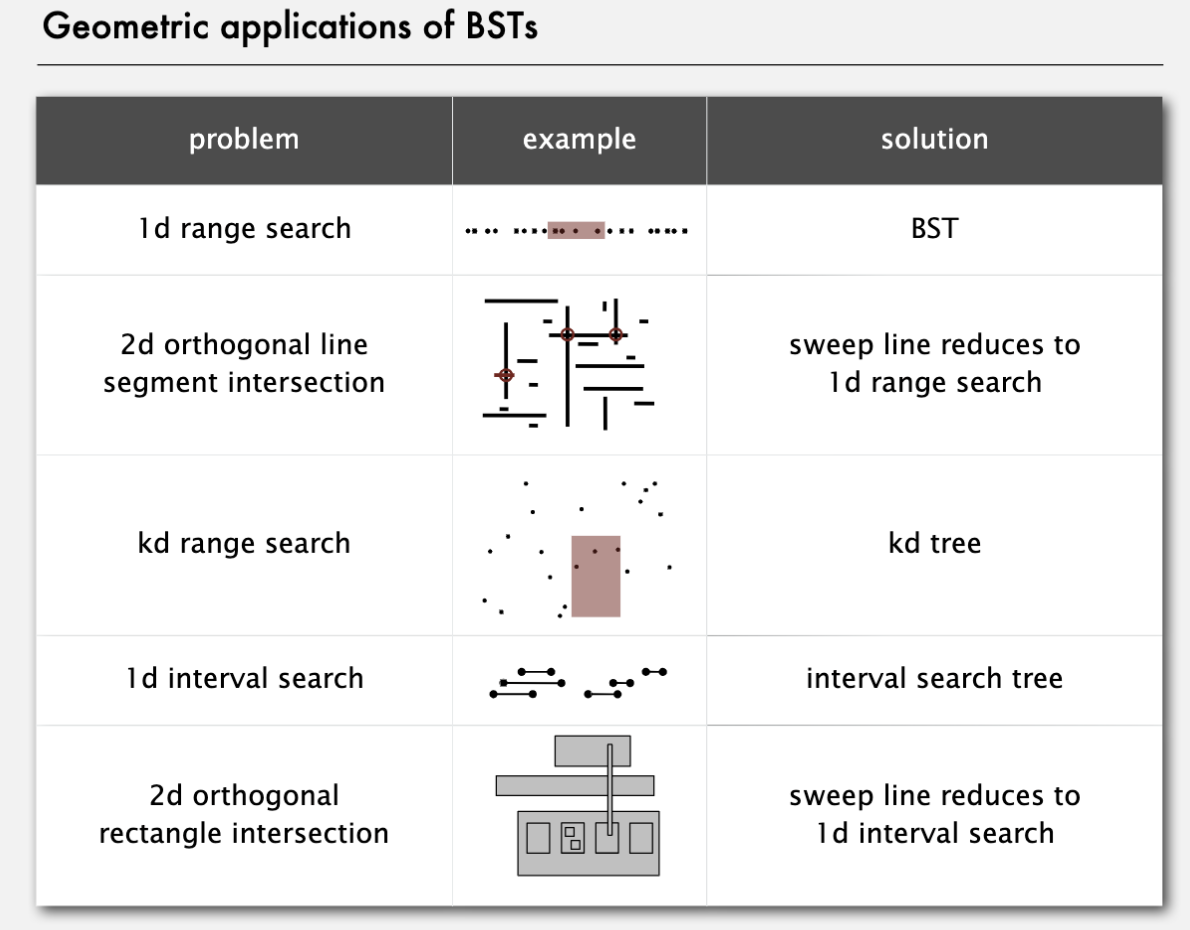 Geometric applications of BSTs
problem
example
solution
1d range search
BST
2d orthogonal line
segment intersection
sweep line reduces to
1d range search
kd range search
kd tree
1d interval search
interval search tree
2d orthogonal
rectangle intersection
sweep line reduces to
1d interval search